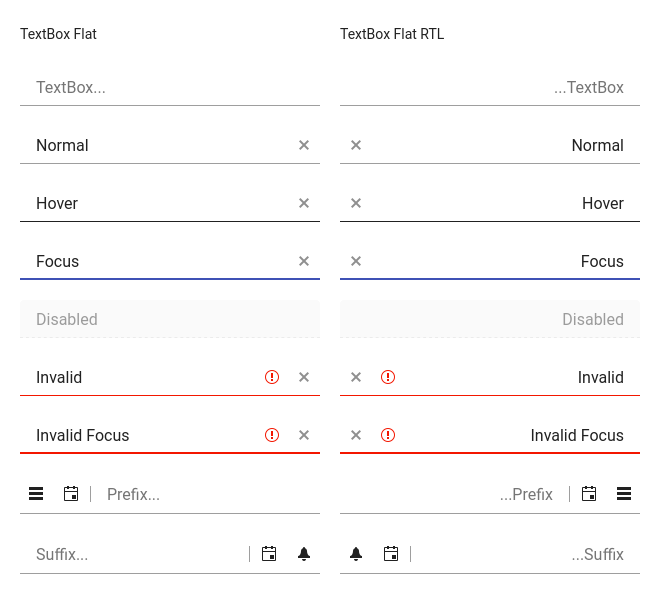 TextBox Flat
TextBox Flat RTL
TextBox...
...TextBox
Normal
Normal
Hover
Hover
Focus
Focus
Disabled
Disabled
Invalid
Invalid
Invalid Focus
Invalid Focus
Prefix...
...Prefix
Suffix...
...Suffix